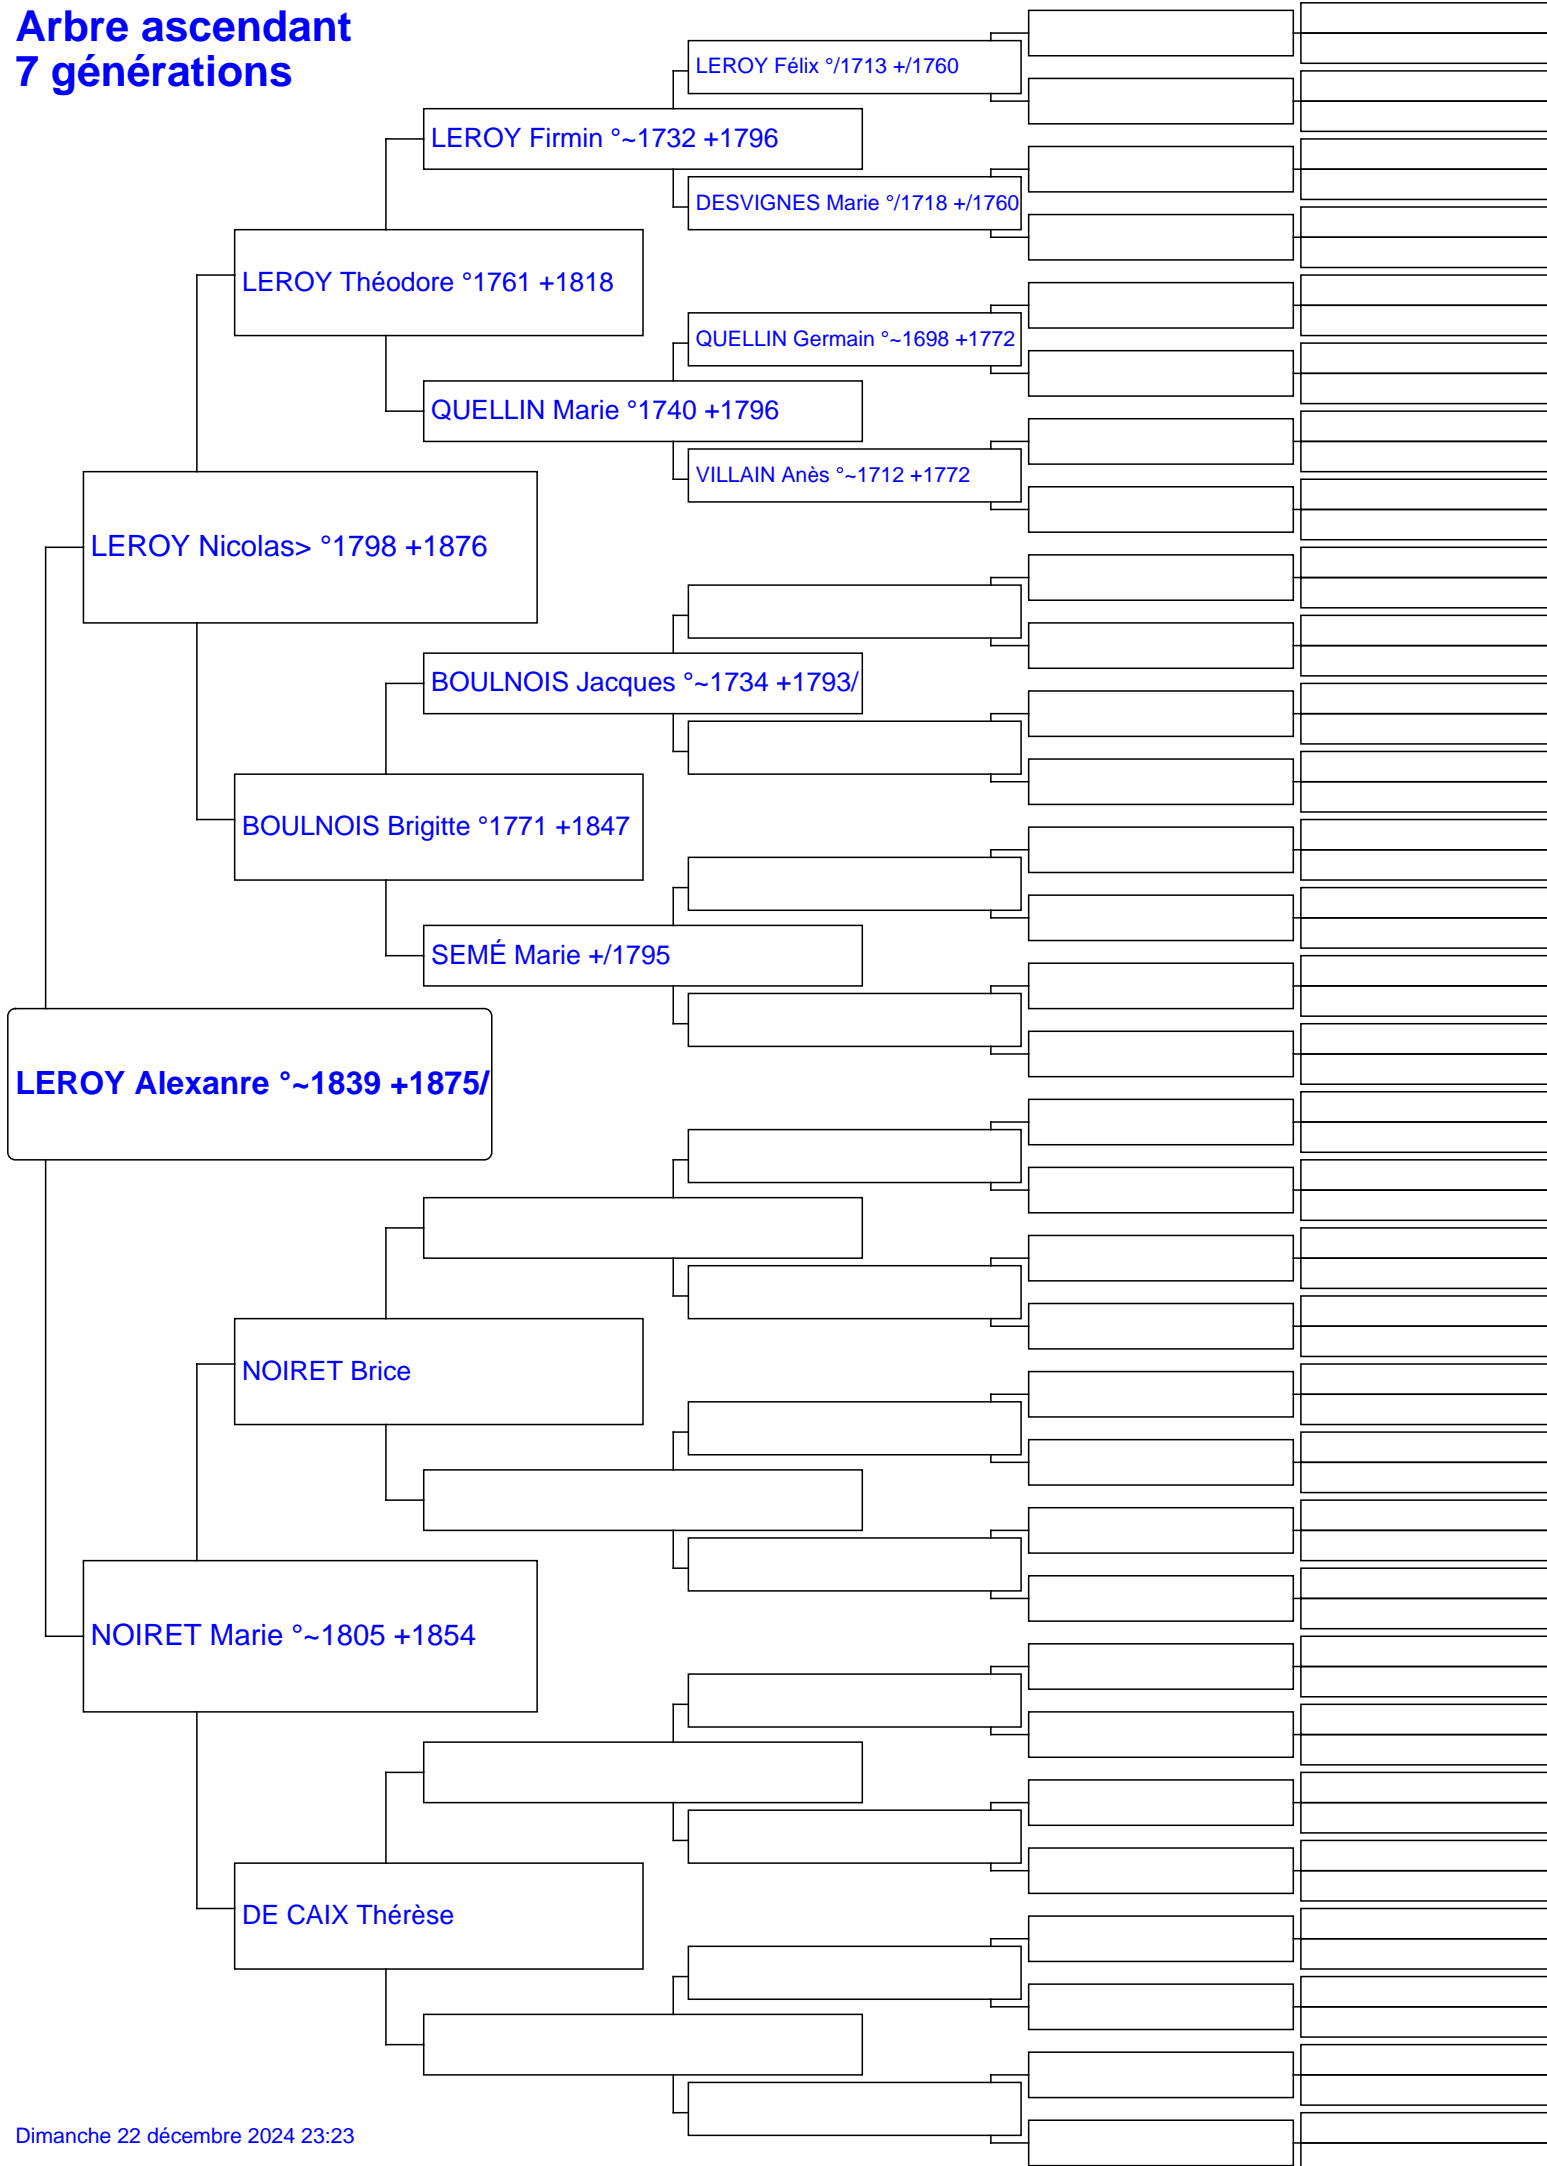 Arbre ascendant
7 générations
LEROY Félix °/1713 +/1760
LEROY Firmin °~1732 +1796
DESVIGNES Marie °/1718 +/1760
LEROY Théodore °1761 +1818
QUELLIN Germain °~1698 +1772
QUELLIN Marie °1740 +1796
VILLAIN Anès °~1712 +1772
LEROY Nicolas> °1798 +1876
BOULNOIS Jacques °~1734 +1793/
BOULNOIS Brigitte °1771 +1847
SEMÉ Marie +/1795
LEROY Alexanre °~1839 +1875/
NOIRET Brice
NOIRET Marie °~1805 +1854
DE CAIX Thérèse
Dimanche 22 décembre 2024 23:23